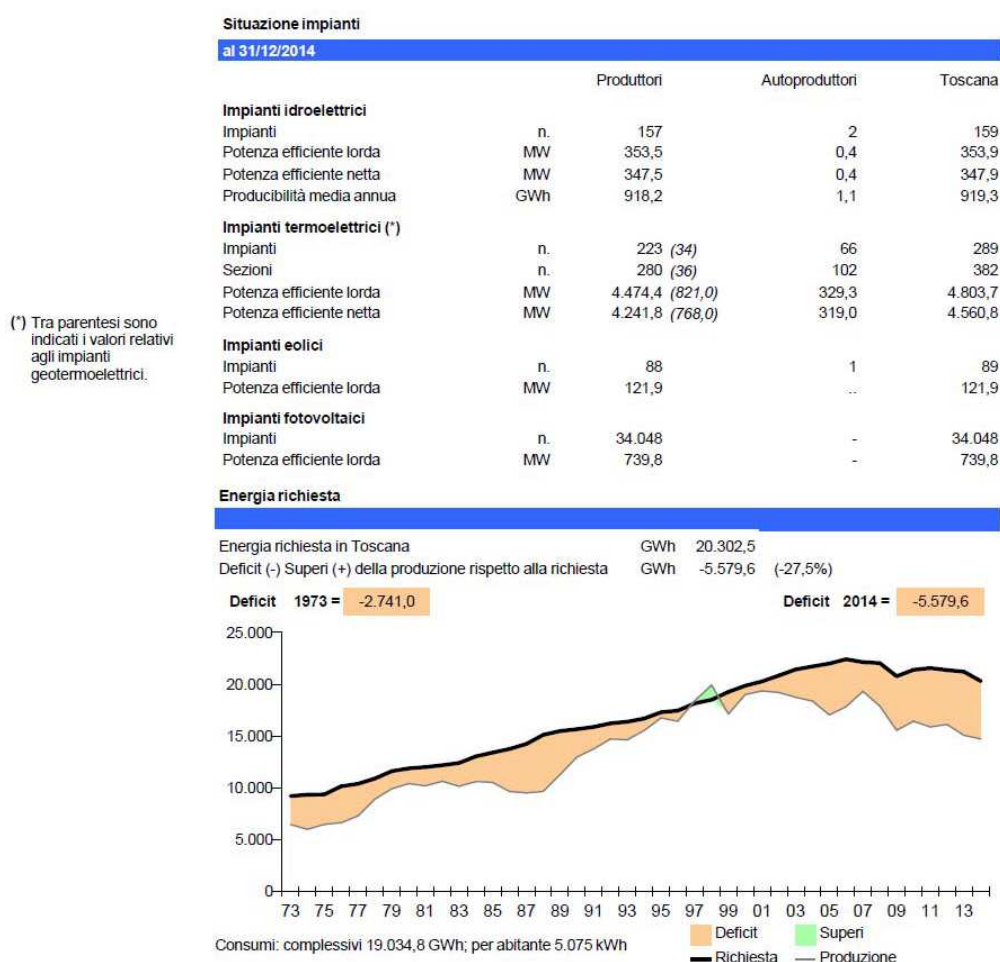 Situazione impianti
al 31/12/2014
Produttori Autoproduttori Toscana
Impianti idroelettrici
Impianti n. 157 2 159
Potenza efficiente lorda MW 353,5 0,4 353,9
Potenza efficiente netta MW 347,5 0,4 347,9
Producibilità media annua GWh 918,2 1,1 919,3
Impianti termoelettrici (*)
Impianti n. 223 (34) 66 289
Sezioni n. 280 (36) 102 382
Potenza efficiente lorda MW 4.474,4 (821,0) 329,3 4.803,7
Potenza efficiente netta MW 4.241,8 (768,0) 319,0 4.560,8
(*) Tra parentesi sono
indicati i valori relativi
agli impianti
geotermoelettrici.
Impianti eolici
Impianti n. 88 1 89
Potenza efficiente lorda MW 121,9 .. 121,9
Impianti fotovoltaici
Impianti n. 34.048 - 34.048
Potenza efficiente lorda MW 739,8 - 739,8
Energia richiesta
Energia richiesta in Toscana GWh 20.302,5
Deficit (-) Superi (+) della produzione rispetto alla richiesta GWh -5.579,6 (-27,5%)
Deficit 1973 = -2.741,0 Deficit 2014 = -5.579,6
25.000
20.000
15.000
10.000
5.000
0
73 75 77 79 81 83 85 87 89 91 93 95 97 99 01 03 05 07 09 11 13
Consumi: complessivi 19.034,8 GWh; per abitante 5.075 kWh
Deficit Superi
Richiesta Produzione